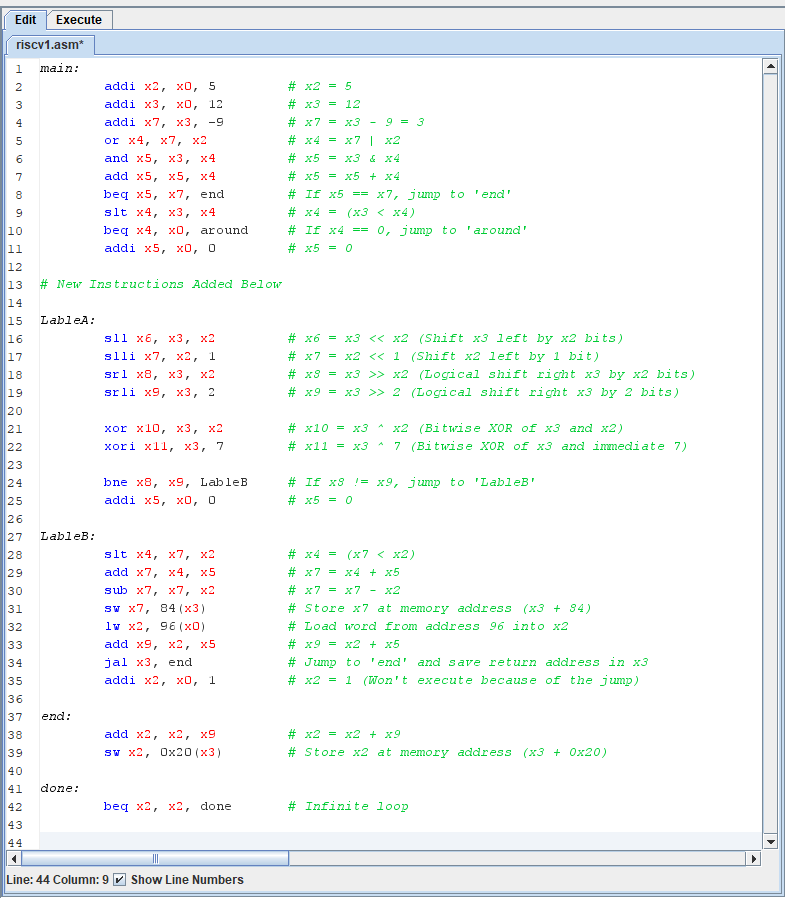 Edit Execute
riscv1.asm*
1 main:
2 addi x2, x0, 5 # x2 = 5
3 addi x3, x0, 12 # x3 = 12
4 addi x7, x3, -9 # x7 = x3 - 9 = 3
5 or x4, x7, x2 # x4 = x7 | x2
6 and x5, x3, x4 # x5 = x3 & x4
7 add x5, x5, x4 # x5 = x5 + x4
8 beq x5, x7, end # If x5 == x7, jump to 'end'
9 slt x4, x3, x4 # x4 = (x3 < x4)
10 beq x4, x0, around # If x4 == 0, jump to 'around'
11 addi x5, x0, 0 # x5 = 0
12
13 # New Instructions Added Below
14
15 LableA:
16 sll x6, x3, x2 # x6 = x3 << x2 (Shift x3 left by x2 bits)
17 slli x7, x2, 1 # x7 = x2 << 1 (Shift x2 left by 1 bit)
18 srl x8, x3, x2 # x8 = x3 >> x2 (Logical shift right x3 by x2 bits)
19 srli x9, x3, 2 # x9 = x3 >> 2 (Logical shift right x3 by 2 bits)
20
21 xor x10, x3, x2 # x10 = x3 ^ x2 (Bitwise XOR of x3 and x2)
22 xori x11, x3, 7 # x11 = x3 ^ 7 (Bitwise XOR of x3 and immediate 7)
23
24 bne x8, x9, LableB # If x8 != x9, jump to 'LableB'
25 addi x5, x0, 0 # x5 = 0
26
27 LableB:
28 slt x4, x7, x2 # x4 = (x7 < x2)
29 add x7, x4, x5 # x7 = x4 + x5
30 sub x7, x7, x2 # x7 = x7 - x2
31 sw x7, 84(x3) # Store x7 at memory address (x3 + 84)
32 lw x2, 96(x0) # Load word from address 96 into x2
33 add x9, x2, x5 # x9 = x2 + x5
34 jal x3, end # Jump to 'end' and save return address in x3
35 addi x2, x0, 1 # x2 = 1 (Won't execute because of the jump)
36
37 end:
38 add x2, x2, x9 # x2 = x2 + x9
39 sw x2, 0x20(x3) # Store x2 at memory address (x3 + 0x20)
40
41 done:
42 beq x2, x2, done # Infinite loop
43
44
Line: 44 Column: 9 Show Line Numbers